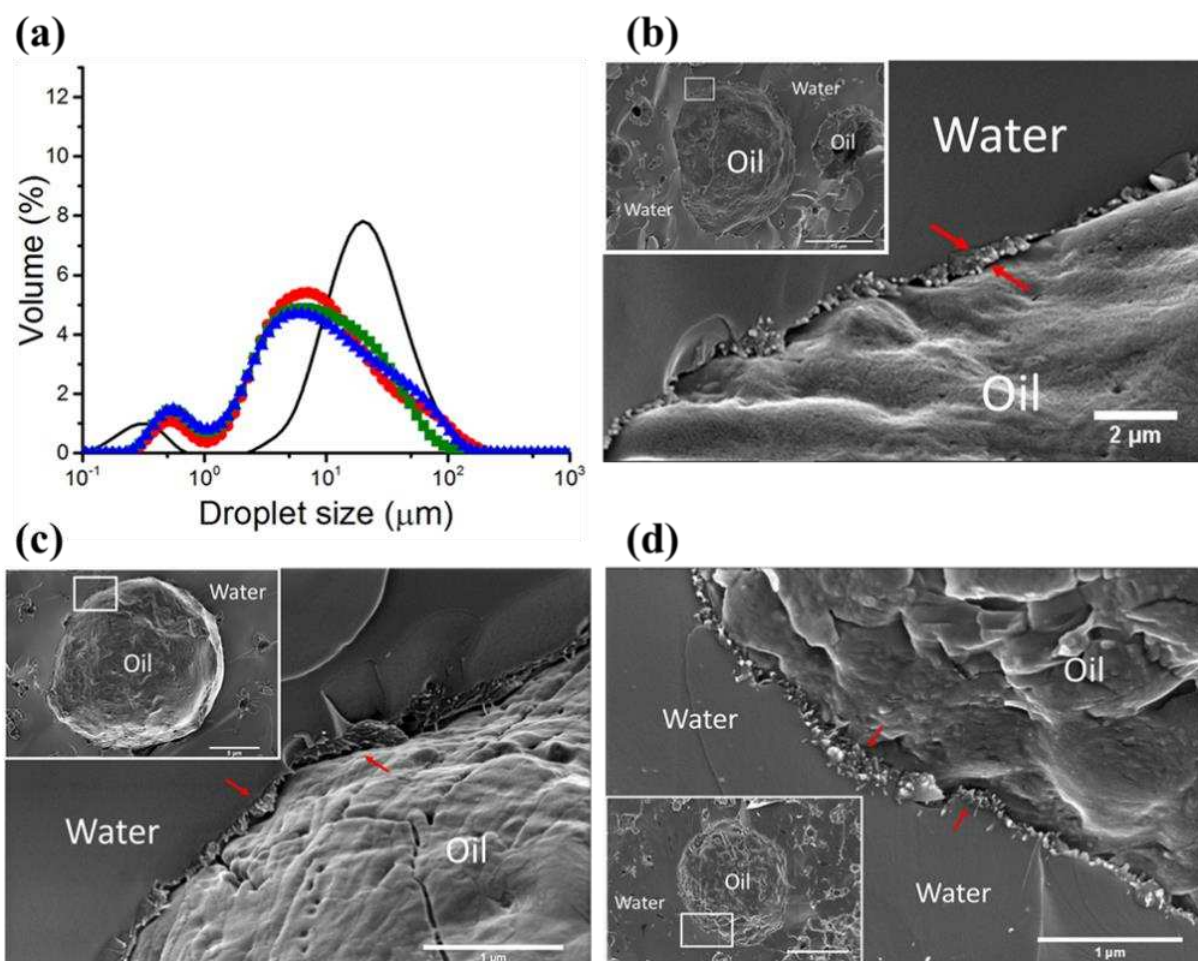 (a)
12
10
8
6
4
2
0
Volume (%)
10⁻¹
10⁰
10¹
10²
10³
Droplet size (μm)
(b)
Water
Oil
Oil
Water
Water
Oil
2 μm
(c)
Water
Oil
5 μm
Water
Oil
1 μm
(d)
Oil
Water
Oil
Water
Water
1 μm